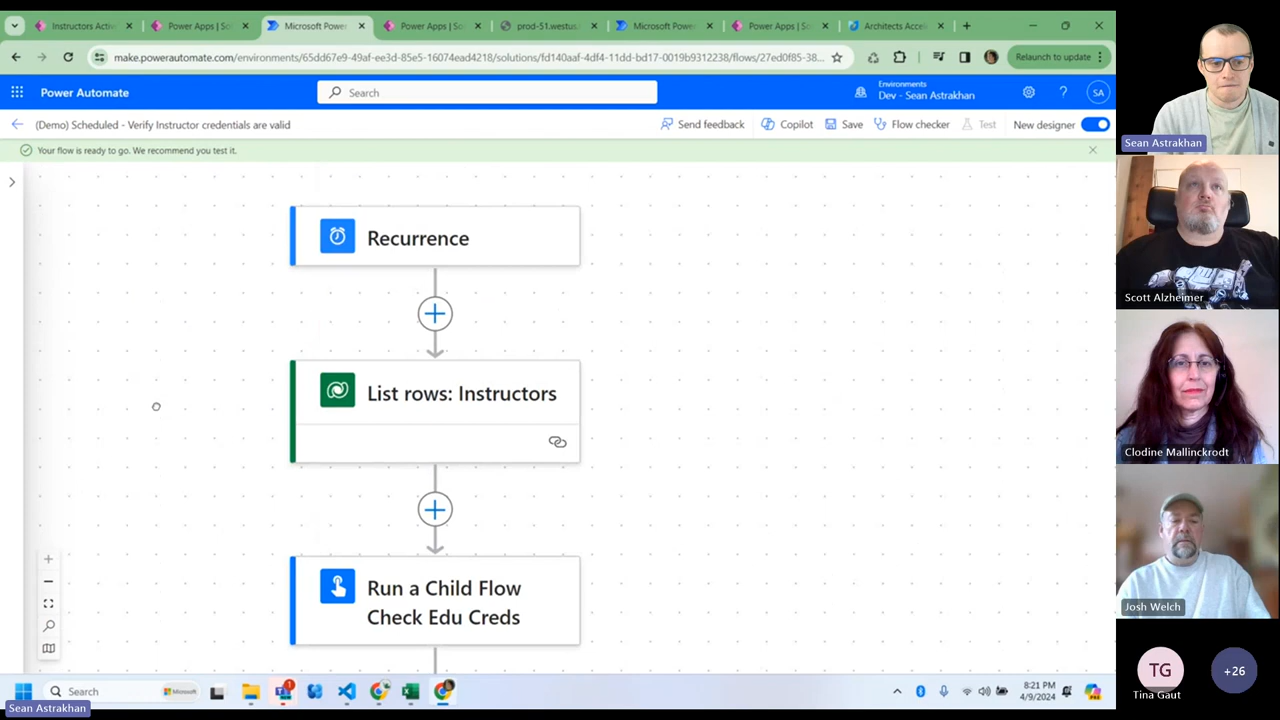 Instructors Activ
Power Apps | So
Microsoft Power
Power Apps | So
prod-51.westus.
Microsoft Power
Power Apps | So
Architects Accel
make.powerautomate.com/environments/65dd67e9-49af-ee3d-85e5-16074ead4218/solutions/fd140aaf-4df4-11dd-bd17-0019b9312238/flows/27ed0f85-38...
Relaunch to update
Power Automate
Search
Environments
Dev - Sean Astrakhan
SA
(Demo) Scheduled - Verify Instructor credentials are valid
Send feedback
Copilot
Save
Flow checker
Test
New designer
Your flow is ready to go. We recommend you test it.
Recurrence
List rows: Instructors
Run a Child Flow
Check Edu Creds
Sean Astrakhan
Scott Alzheimer
Clodine Mallinckrodt
Josh Welch
TG
Tina Gaut
+26
Search
Microsoft
8:21 PM
4/9/2024
Sean Astrakhan